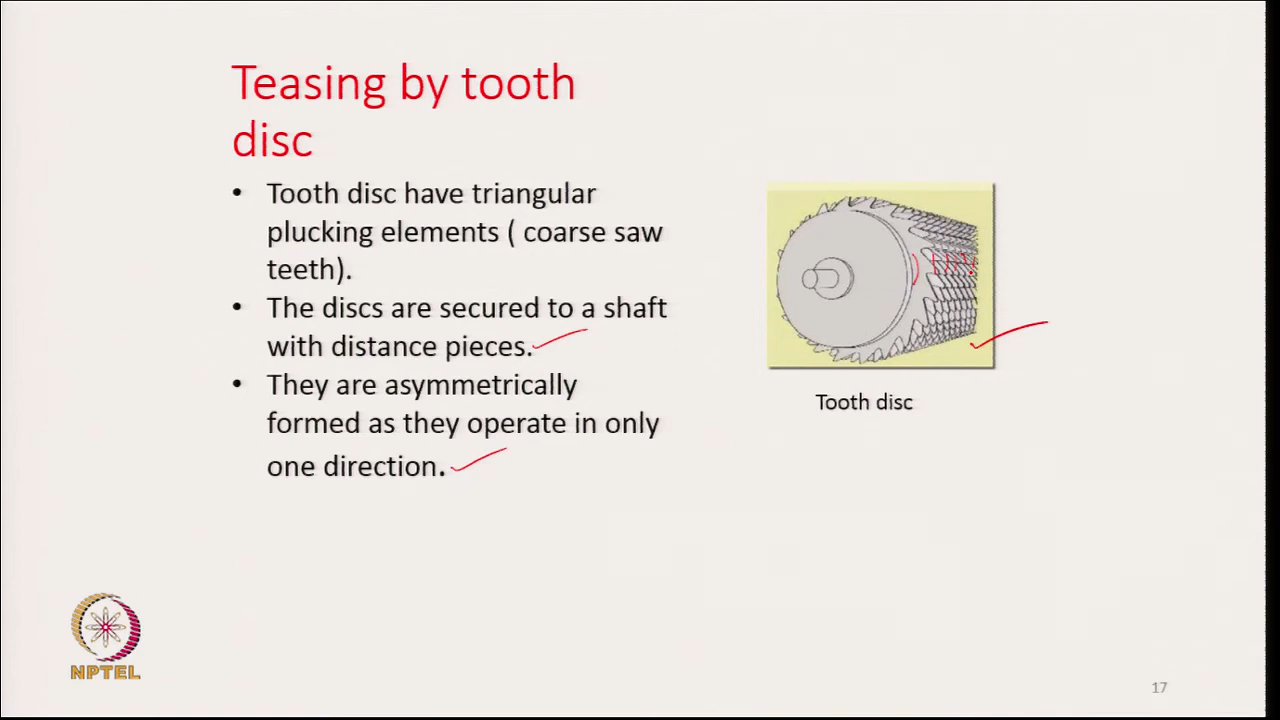 Teasing by tooth
disc
• Tooth disc have triangular
plucking elements ( coarse saw
teeth).
• The discs are secured to a shaft
with distance pieces.
• They are asymmetrically
formed as they operate in only
one direction.
Tooth disc
NPTEL
17